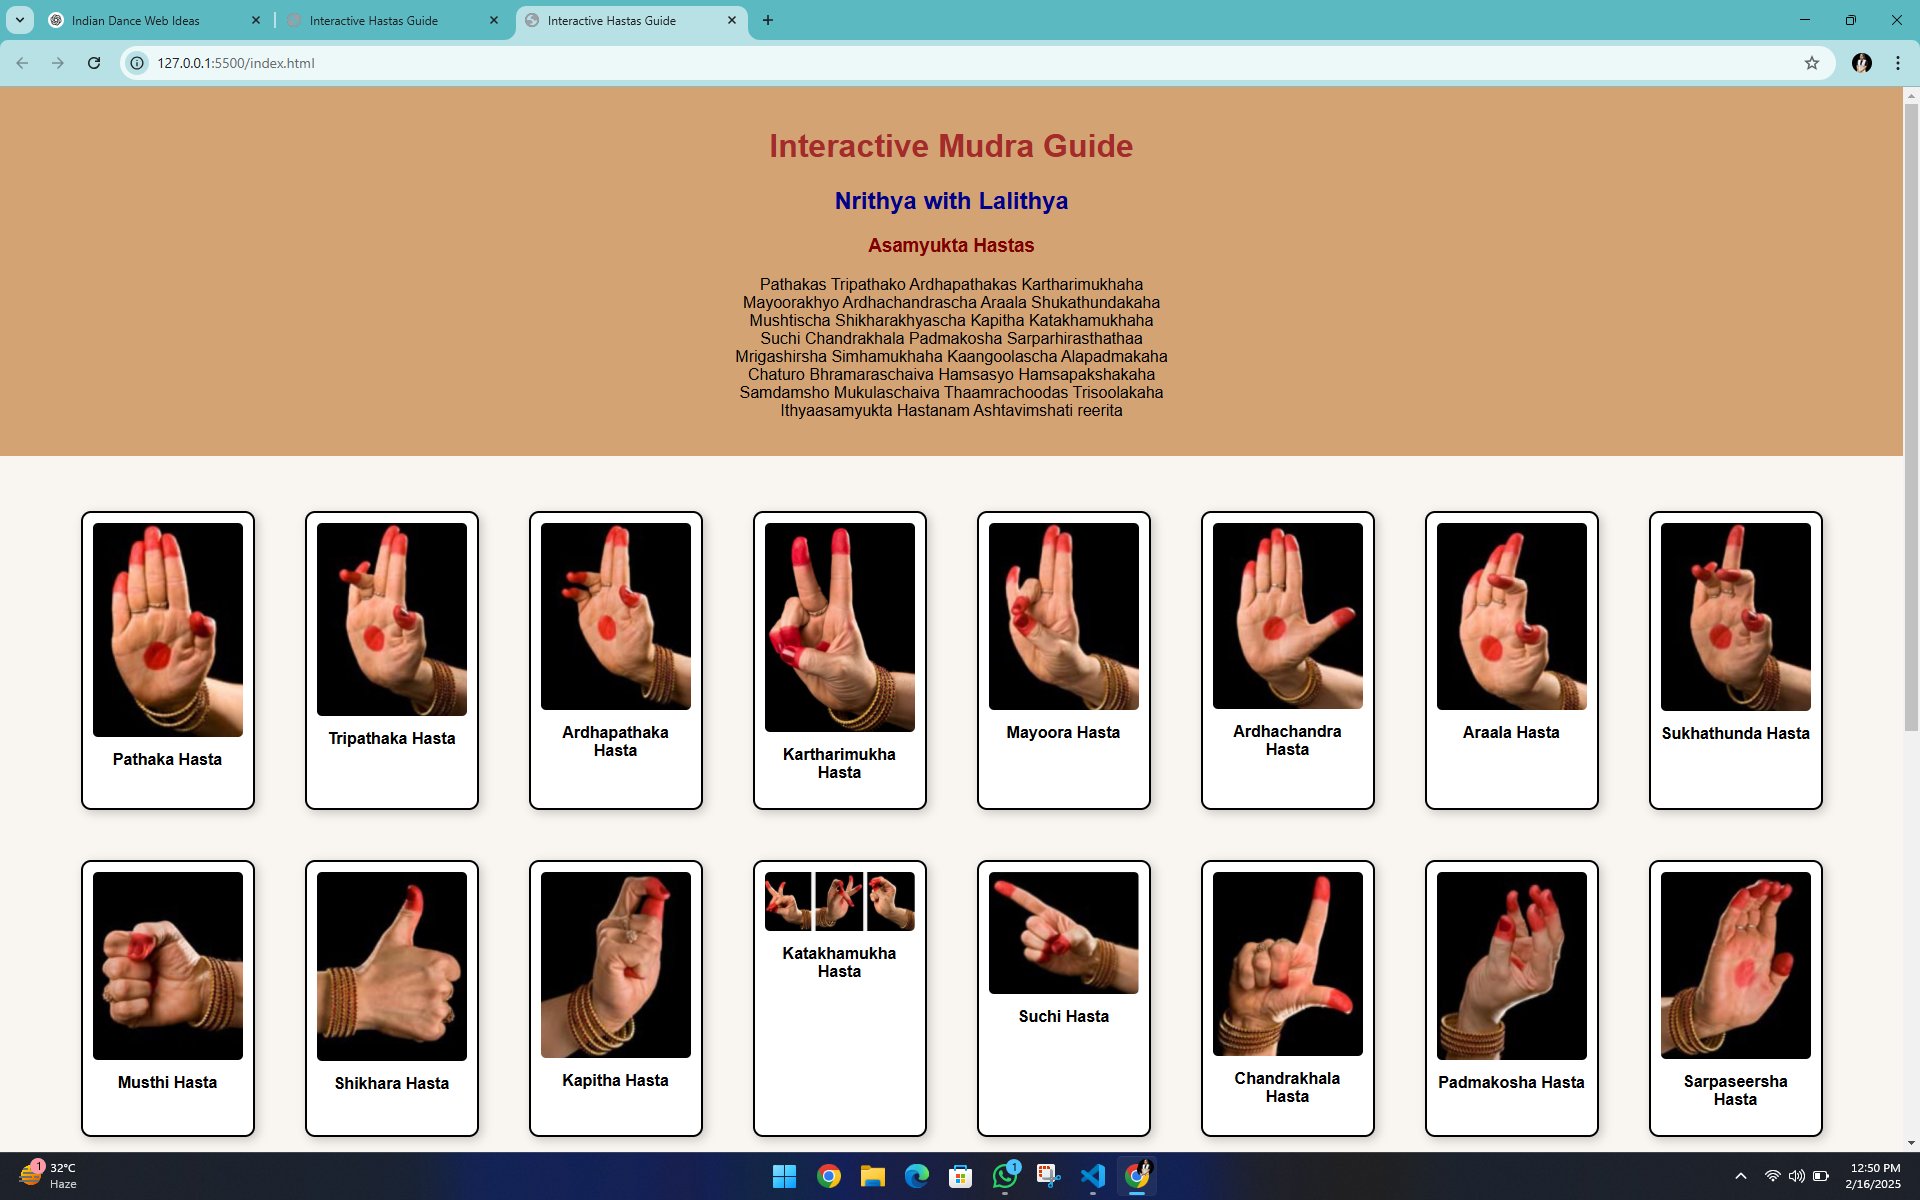 Indian Dance Web Ideas
Interactive Hastas Guide
Interactive Hastas Guide
127.0.0.1:5500/index.html
Interactive Mudra Guide
Nrithya with Lalithya
Asamyukta Hastas
Pathakas Tripathako Ardhapathakas Kartharimukhaha
Mayoorakhyo Ardhachandrascha Araala Shukathundakaha
Mushtischa Shikharakhyascha Kapitha Katakhamukhaha
Suchi Chandrakhala Padmakosha Sarparhirasthathaa
Mrigashirsha Simhamukhaha Kaangoolascha Alapadmakaha
Chaturo Bhramaraschaiva Hamsasyo Hamsapakshakaha
Samdamsho Mukulaschaiva Thaamrachoodas Trisoolakaha
Ithyaasamyukta Hastanam Ashtavimshati reerita
Pathaka Hasta
Tripathaka Hasta
Ardhapathaka
Hasta
Kartharimukha
Hasta
Mayoora Hasta
Ardhachandra
Hasta
Araala Hasta
Sukhathunda Hasta
Musthi Hasta
Shikhara Hasta
Kapitha Hasta
Katakhamukha
Hasta
Suchi Hasta
Chandrakhala
Hasta
Padmakosha Hasta
Sarpaseersha
Hasta
1
32°C
Haze
1
12:50 PM
2/16/2025